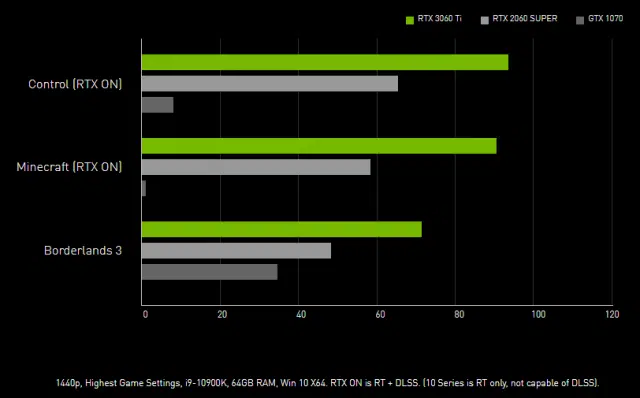 RTX 3060 Ti RTX 2060 SUPER GTX 1070
Control (RTX ON)
Minecraft (RTX ON)
Borderlands 3
0 20 40 60 80 100 120
1440p, Highest Game Settings, i9-10900K, 64GB RAM, Win 10 X64. RTX ON is RT + DLSS. (10 Series is RT only, not capable of DLSS).